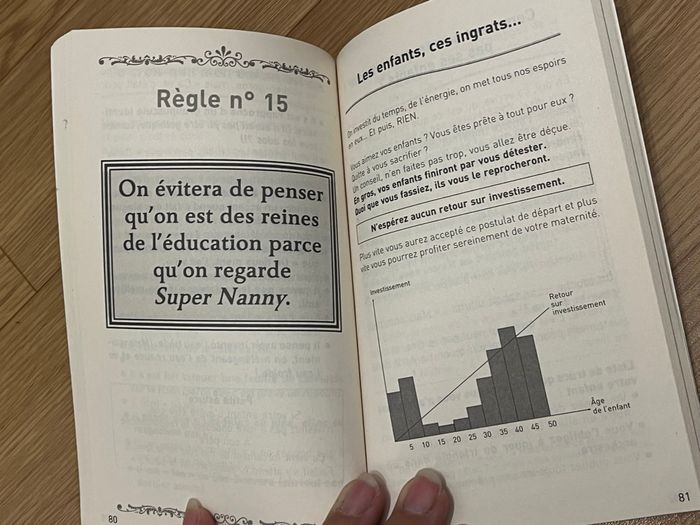 Règle n° 15
On évitera de penser
qu'on est des reines
de l'éducation parce
qu'on regarde
Super Nanny.
80
Les enfants, ces ingrats...
On investit du temps, de l'énergie, on met tous nos espoirs
en eux... Et puis, RIEN.
Vous aimez vos enfants ? Vous êtes prête à tout pour eux ?
Quitte à vous sacrifier ?
Un conseil, n'en faites pas trop, vous allez être déçue.
En gros, vos enfants finiront par vous détester.
Quoi que vous fassiez, ils vous le reprocheront.
N'espérez aucun retour sur investissement.
Plus vite vous aurez accepté ce postulat de départ et plus
vite vous pourrez profiter sereinement de votre maternité.
Investissement
Retour
sur
investissement
Âge
de l'enfant
5 10 15 20 25 30 35 40 45 50
81